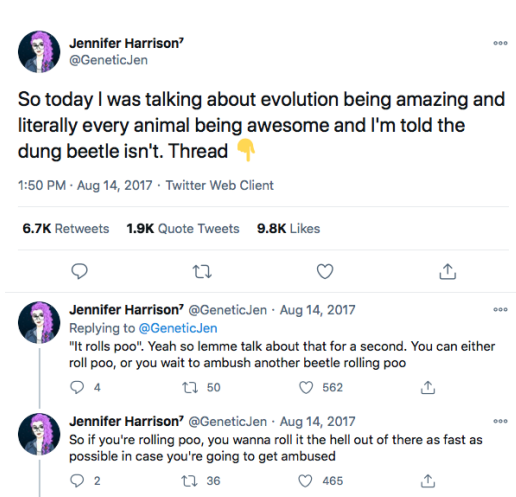 Jennifer Harrison⁷
@GeneticJen
So today I was talking about evolution being amazing and
literally every animal being awesome and I'm told the
dung beetle isn't. Thread 👇
1:50 PM · Aug 14, 2017 · Twitter Web Client
6.7K Retweets 1.9K Quote Tweets 9.8K Likes
Jennifer Harrison⁷ @GeneticJen · Aug 14, 2017
Replying to @GeneticJen
"It rolls poo". Yeah so lemme talk about that for a second. You can either
roll poo, or you wait to ambush another beetle rolling poo
4 50 562
Jennifer Harrison⁷ @GeneticJen · Aug 14, 2017
So if you're rolling poo, you wanna roll it the hell out of there as fast as
possible in case you're going to get ambused
2 36 465